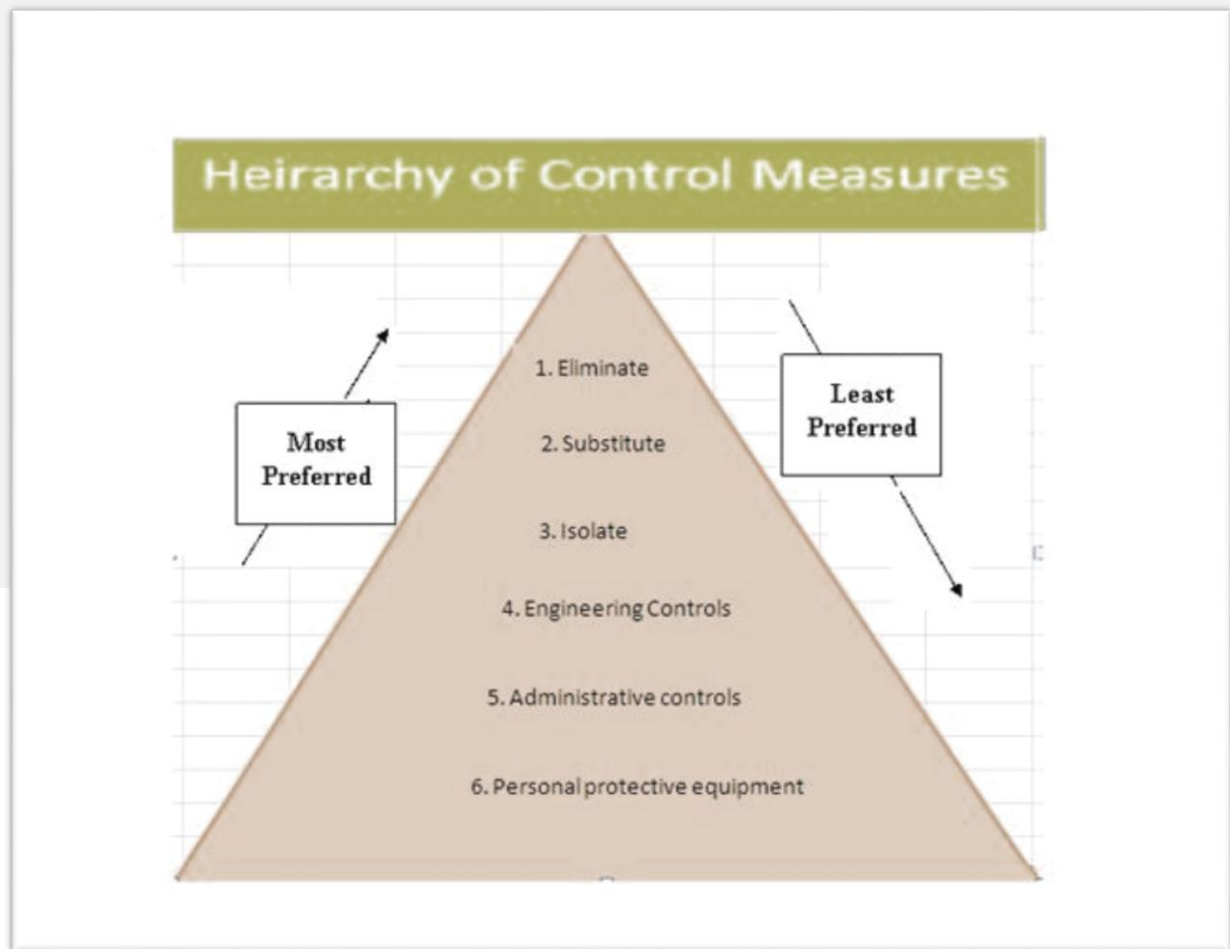 Heirarchy of Control Measures
1. Eliminate
Least
Preferred
Most
Preferred
2. Substitute
3. Isolate
4. Engineering Controls
5. Administrative controls
6. Personal protective equipment